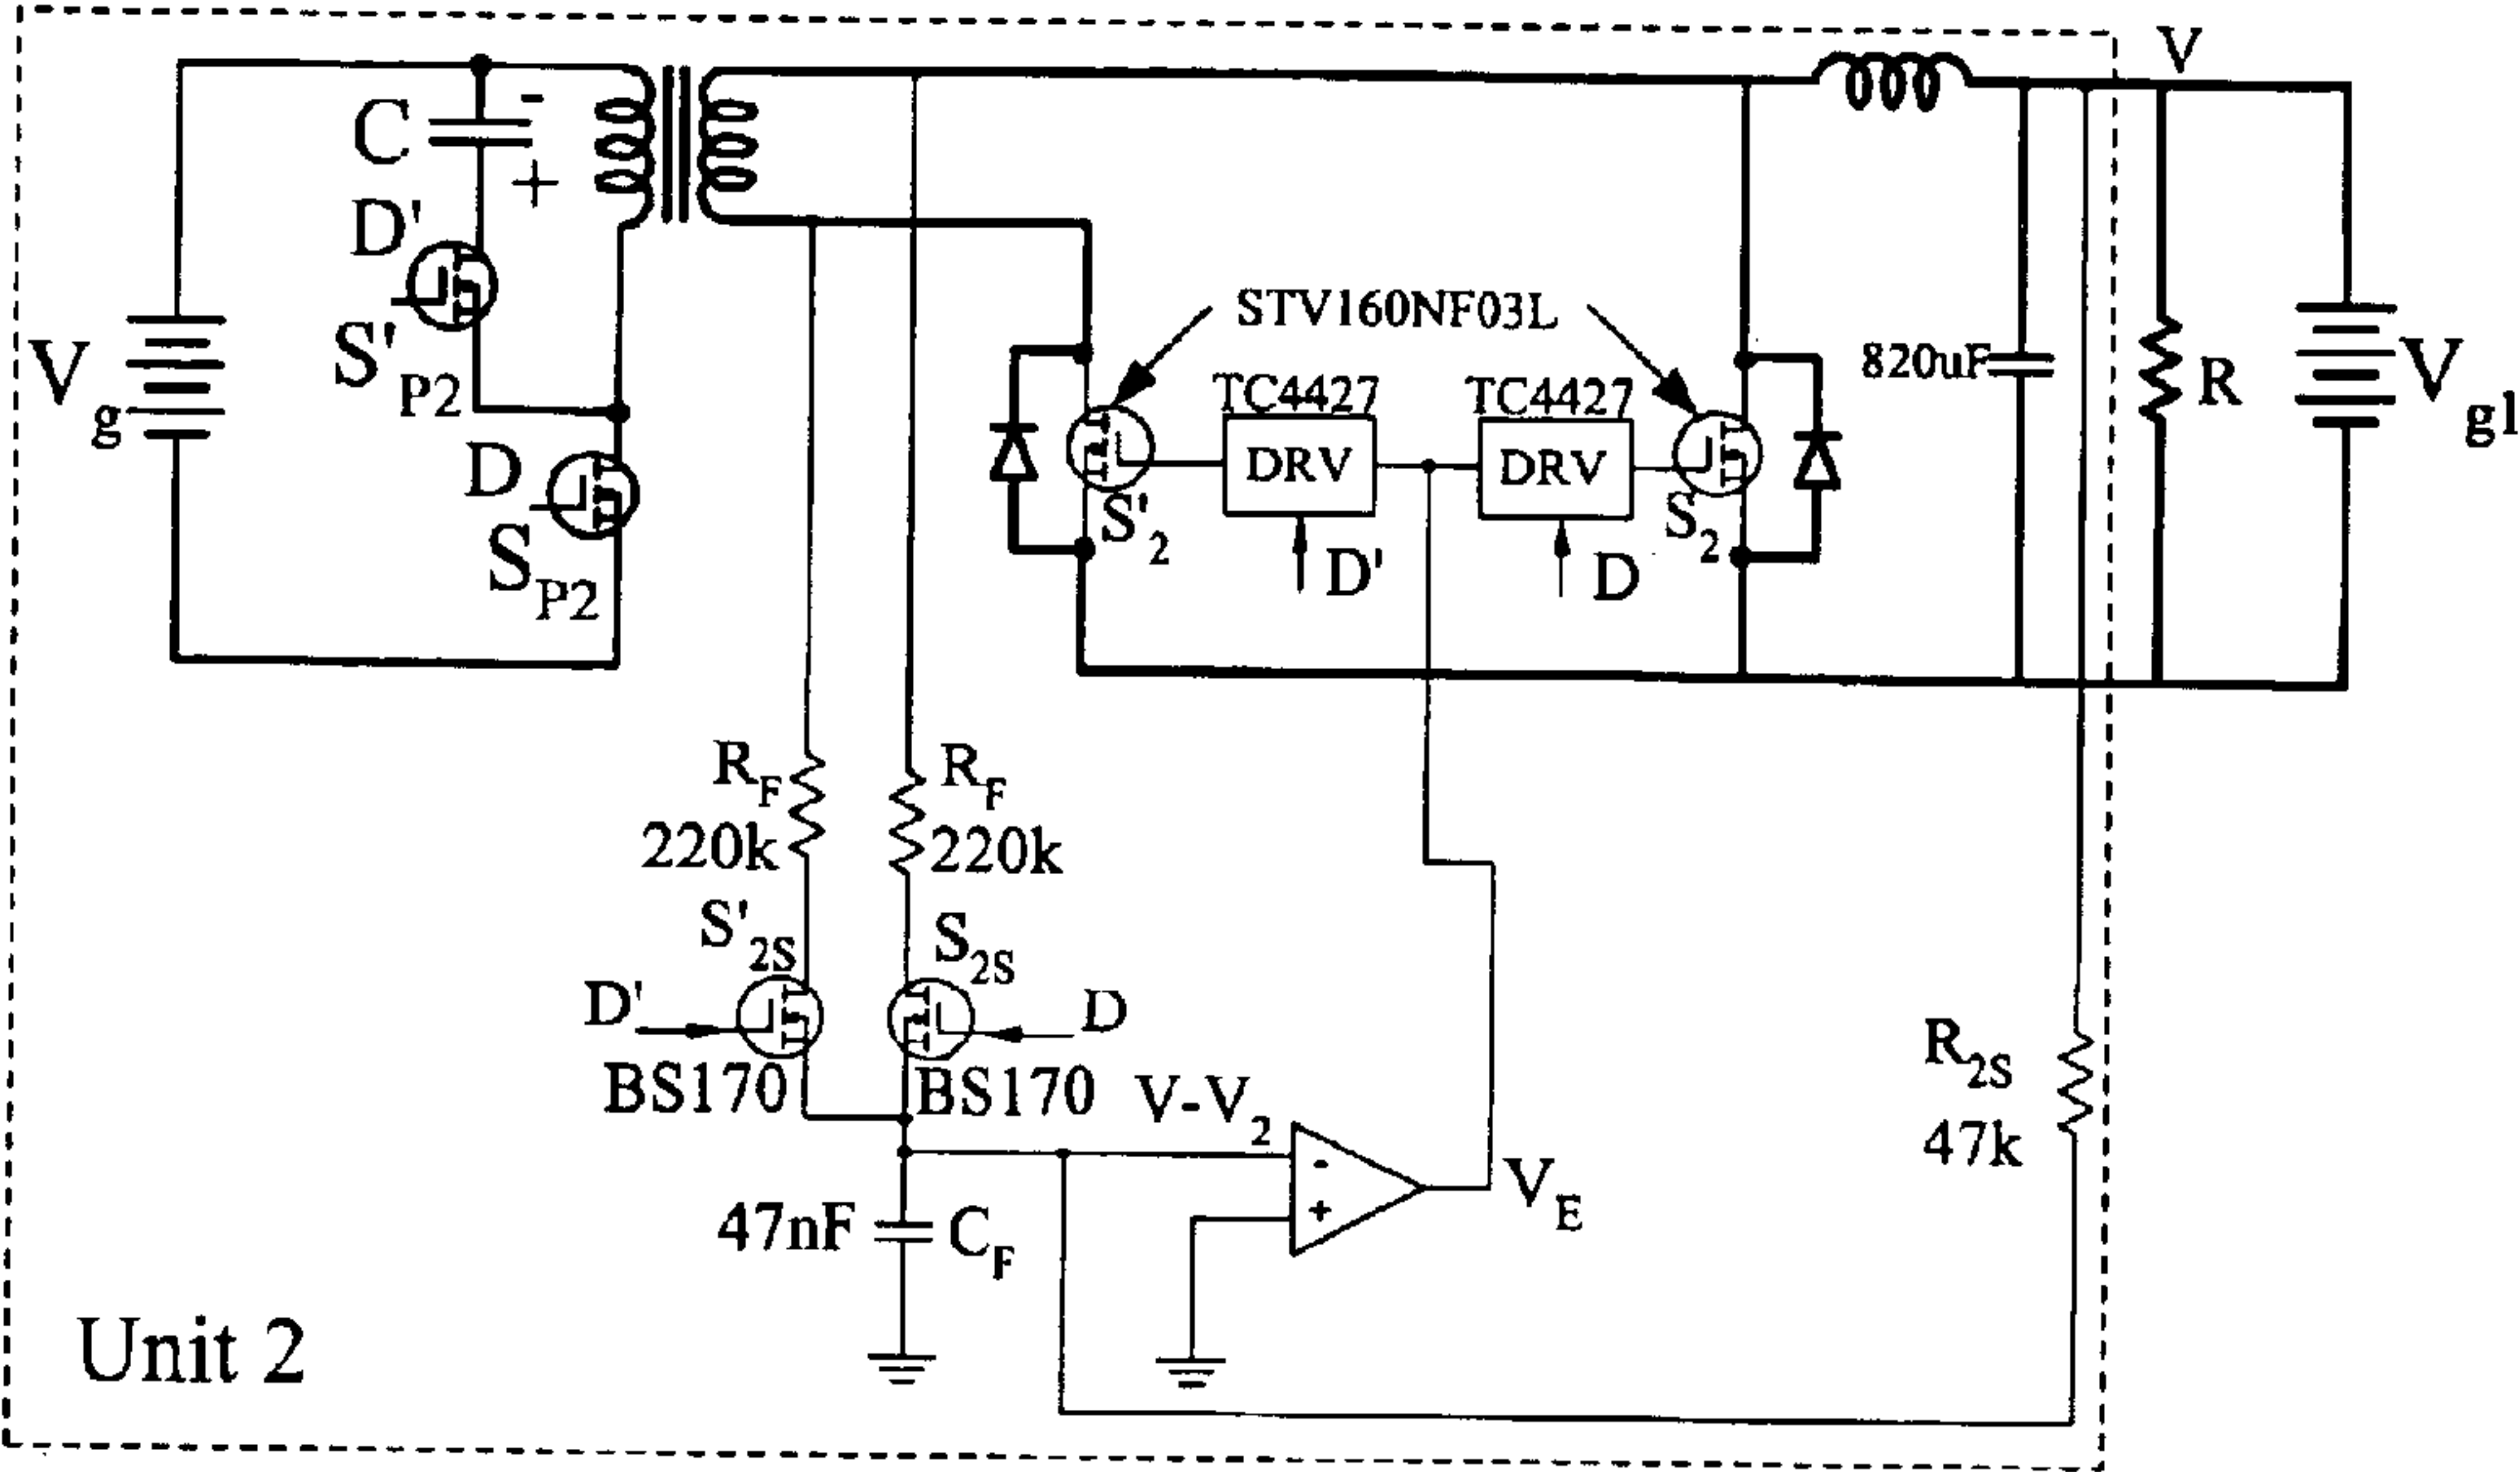 V
C
-
+
D'
S'P2
Vg
D
SP2
STV160NF03L
TC4427
TC4427
DRV
DRV
S'2
S2
D'
D
820uF
R
Vg1
RF
220k
RF
220k
S'2S
S2S
D'
D
BS170
BS170
V-V2
-
+
VE
R2S
47k
47nF
CF
Unit 2